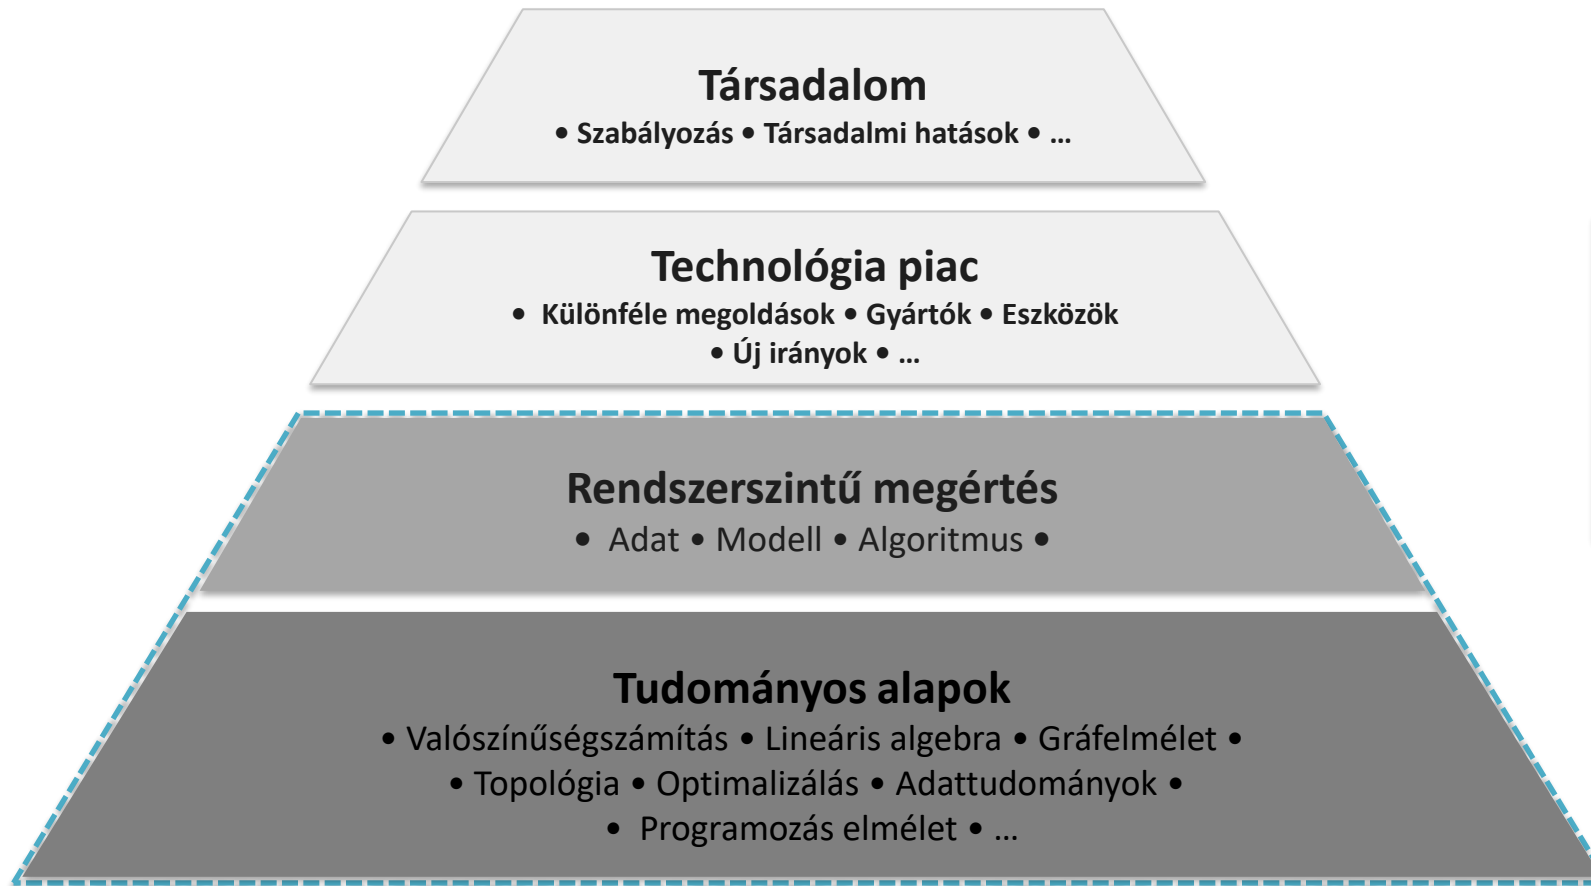 Társadalom
• Szabályozás • Társadalmi hatások • ...
Technológia piac
• Különféle megoldások • Gyártók • Eszközök
• Új irányok • ...
Rendszerszintű megértés
• Adat • Modell • Algoritmus •
Tudományos alapok
• Valószínűségszámítás • Lineáris algebra • Gráfelmélet •
• Topológia • Optimalizálás • Adattudományok •
• Programozás elmélet • ...